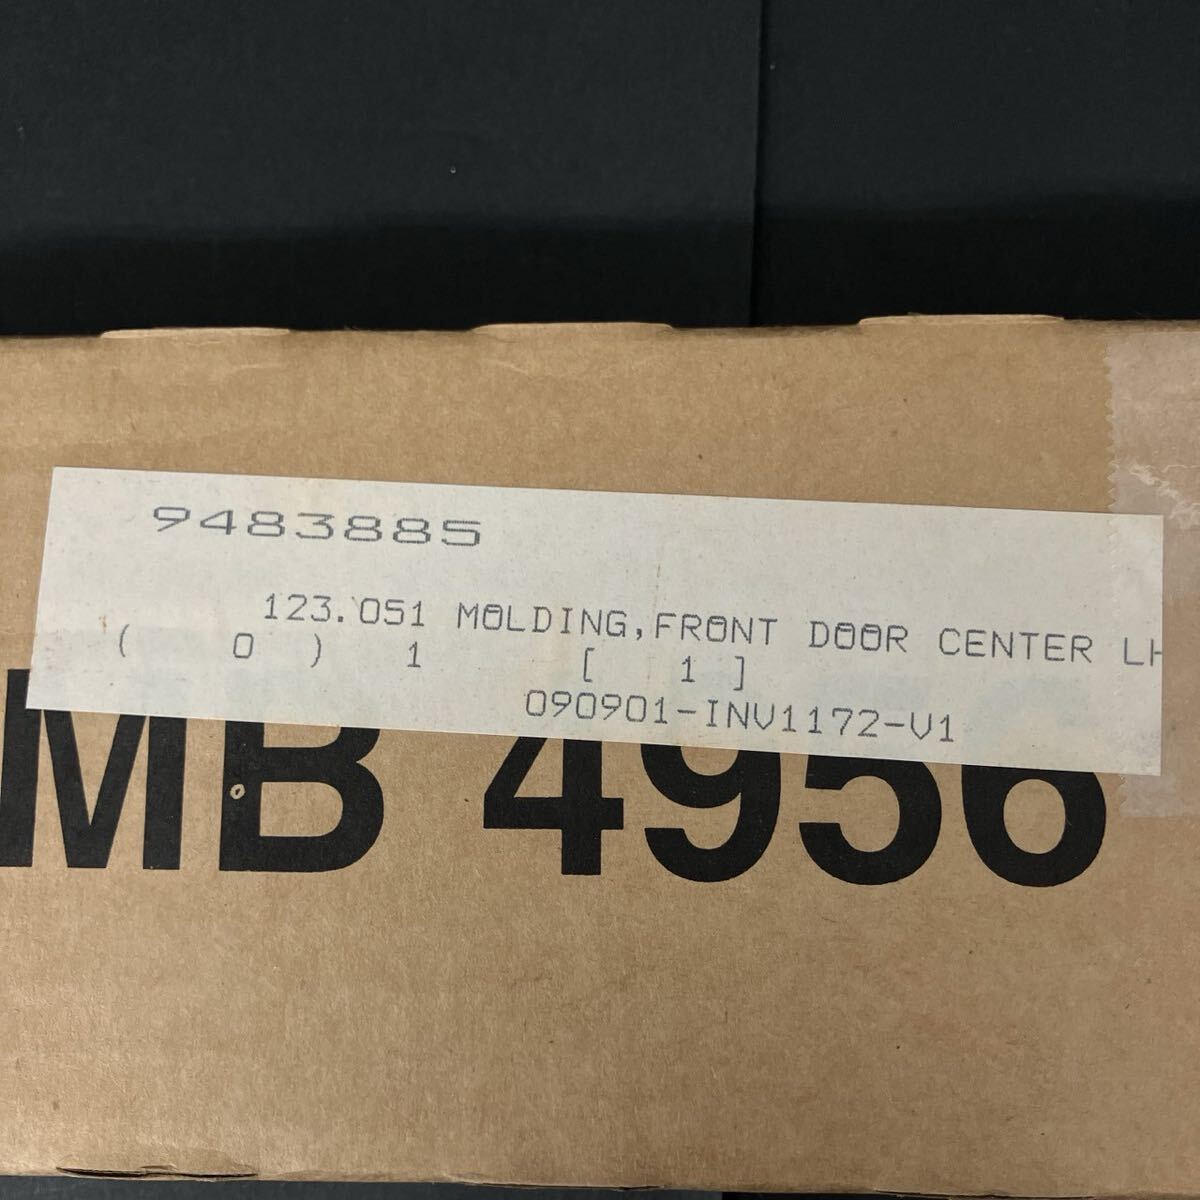 9483885
123.051 MOLDING,FRONT DOOR CENTER LH
( 0 ) 1 [ 1 ]
090901-INV1172-V1
MB 4956